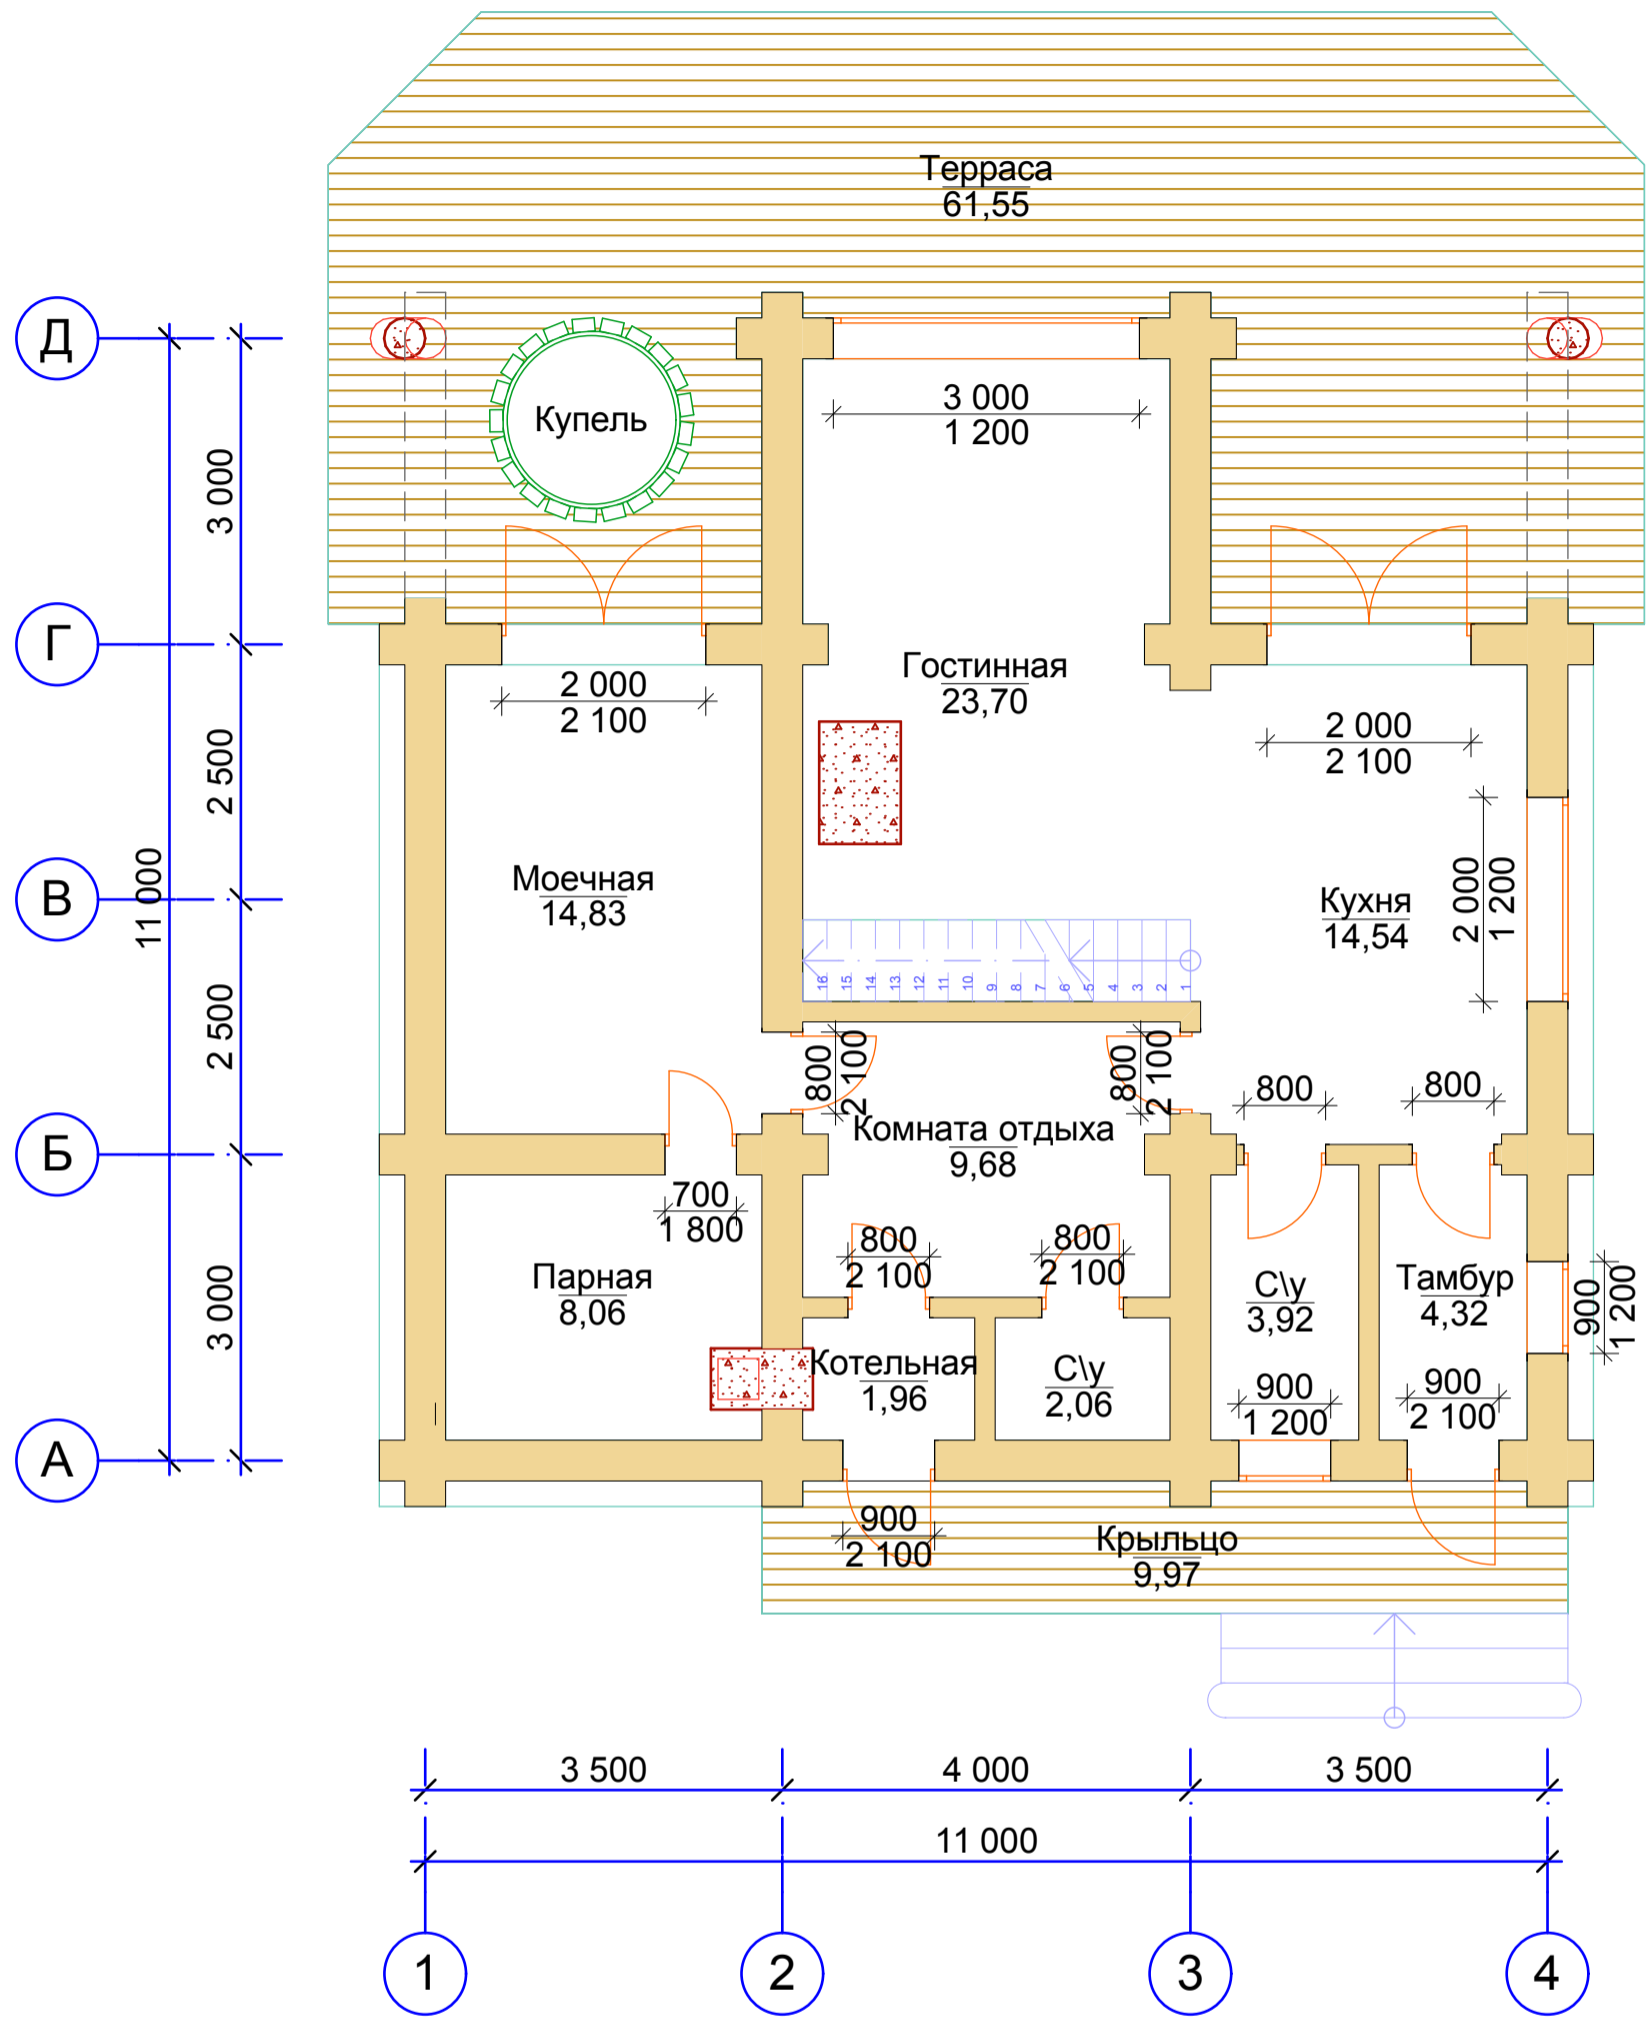 Терраса
61,55
Д
Купель
3 000
1 200
3 000
Г
Гостинная
23,70
2 000
2 100
2 000
2 100
2 500
Моечная
14,83
2 000
1 200
В
11 000
Кухня
14,54
16 15 14 13 12 11 10 9 8 7 6 5 4 3 2 1
2 500
800
2 100
800
2 100
800
800
Комната отдыха
9,68
Б
700
1 800
800
2 100
800
2 100
3 000
Парная
8,06
С\у
3,92
Тамбур
4,32
900
1 200
Котельная
1,96
С\у
2,06
900
1 200
900
2 100
А
900
2 100
Крыльцо
9,97
3 500
4 000
3 500
11 000
1
2
3
4